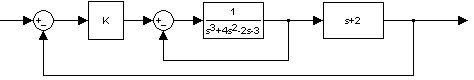 +
−
K
+
−
1
s³+4s²-2s-3
s+2